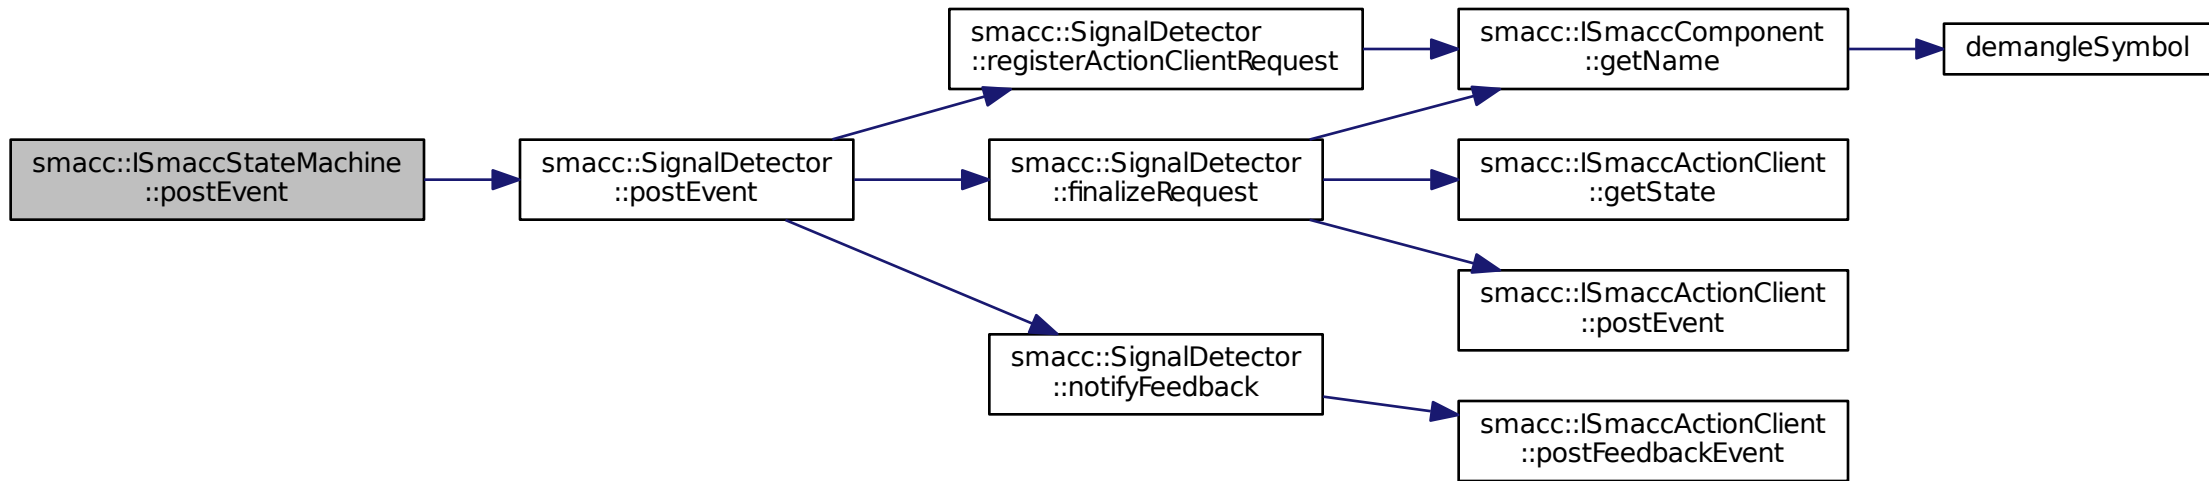 smacc::ISmaccStateMachine
::postEvent
smacc::SignalDetector
::postEvent
smacc::SignalDetector
::registerActionClientRequest
smacc::SignalDetector
::finalizeRequest
smacc::SignalDetector
::notifyFeedback
smacc::ISmaccComponent
::getName
smacc::ISmaccActionClient
::getState
smacc::ISmaccActionClient
::postEvent
smacc::ISmaccActionClient
::postFeedbackEvent
demangleSymbol